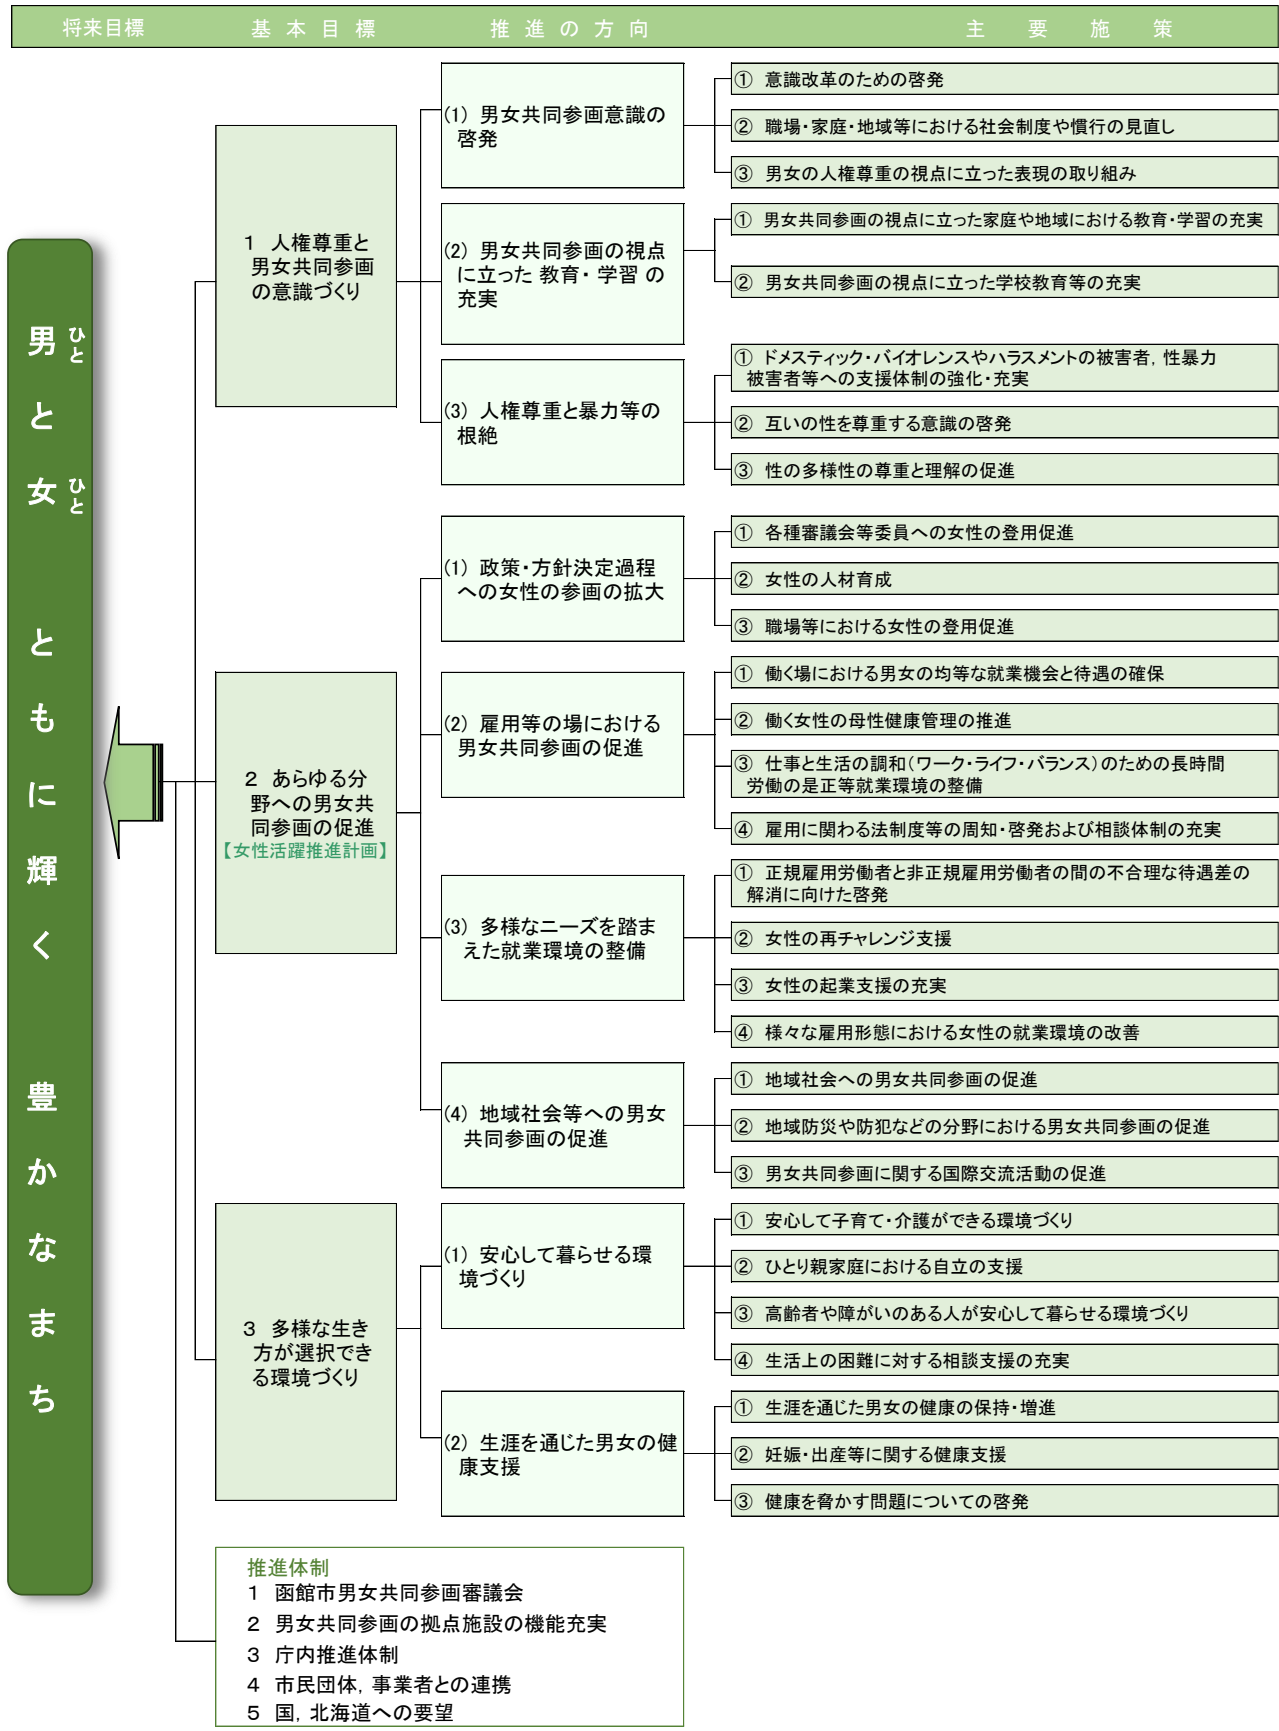 将来目標 基本目標 推進の方向 主要施策
男と女 ともに輝く 豊かなまち
ひと
ひと
1 人権尊重と
男女共同参画
の意識づくり
(1) 男女共同参画意識の
啓発
① 意識改革のための啓発
② 職場・家庭・地域等における社会制度や慣行の見直し
③ 男女の人権尊重の視点に立った表現の取り組み
(2) 男女共同参画の視点
に立った 教育・ 学習 の
充実
① 男女共同参画の視点に立った家庭や地域における教育・学習の充実
② 男女共同参画の視点に立った学校教育等の充実
(3) 人権尊重と暴力等の
根絶
① ドメスティック・バイオレンスやハラスメントの被害者，性暴力
被害者等への支援体制の強化・充実
② 互いの性を尊重する意識の啓発
③ 性の多様性の尊重と理解の促進
2 あらゆる分
野への男女共
同参画の促進
【女性活躍推進計画】
(1) 政策・方針決定過程
への女性の参画の拡大
① 各種審議会等委員への女性の登用促進
② 女性の人材育成
③ 職場等における女性の登用促進
(2) 雇用等の場における
男女共同参画の促進
① 働く場における男女の均等な就業機会と待遇の確保
② 働く女性の母性健康管理の推進
③ 仕事と生活の調和（ワーク・ライフ・バランス）のための長時間
労働の是正等就業環境の整備
④ 雇用に関わる法制度等の周知・啓発および相談体制の充実
(3) 多様なニーズを踏ま
えた就業環境の整備
① 正規雇用労働者と非正規雇用労働者の間の不合理な待遇差の
解消に向けた啓発
② 女性の再チャレンジ支援
③ 女性の起業支援の充実
④ 様々な雇用形態における女性の就業環境の改善
(4) 地域社会等への男女
共同参画の促進
① 地域社会への男女共同参画の促進
② 地域防災や防犯などの分野における男女共同参画の促進
③ 男女共同参画に関する国際交流活動の促進
3 多様な生き
方が選択でき
る環境づくり
(1) 安心して暮らせる環
境づくり
① 安心して子育て・介護ができる環境づくり
② ひとり親家庭における自立の支援
③ 高齢者や障がいのある人が安心して暮らせる環境づくり
④ 生活上の困難に対する相談支援の充実
(2) 生涯を通じた男女の健
康支援
① 生涯を通じた男女の健康の保持・増進
② 妊娠・出産等に関する健康支援
③ 健康を脅かす問題についての啓発
推進体制
1 函館市男女共同参画審議会
2 男女共同参画の拠点施設の機能充実
3 庁内推進体制
4 市民団体，事業者との連携
5 国，北海道への要望